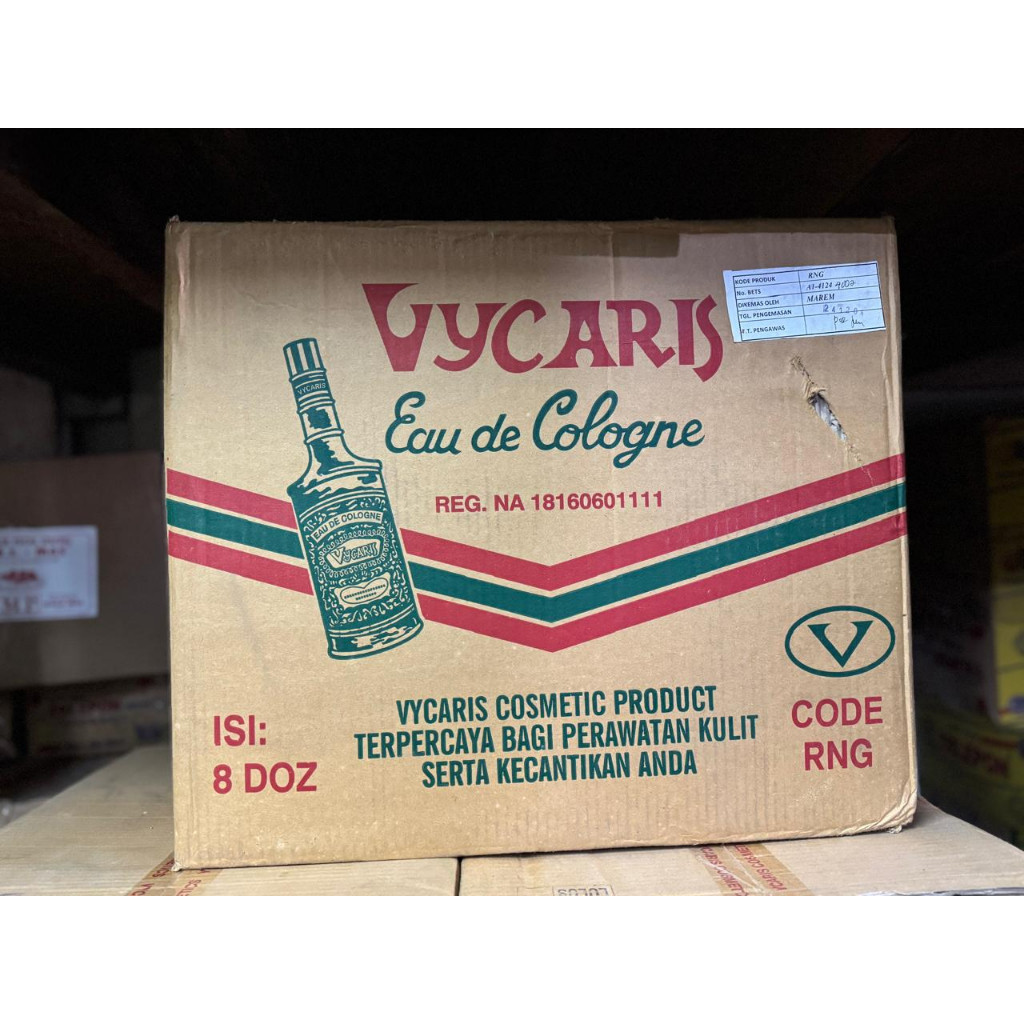 VYCARIS
Eau de Cologne
REG. NA 18160601111
KODE PRODUK RNG
No. BETS
DIKEMAS OLEH MAREM
TGL. PENGEMASAN
F.T. PENGAWAS
VYCARIS
EAU DE COLOGNE
VYCARIS
V
ISI:
8 DOZ
VYCARIS COSMETIC PRODUCT
TERPERCAYA BAGI PERAWATAN KULIT
SERTA KECANTIKAN ANDA
CODE
RNG